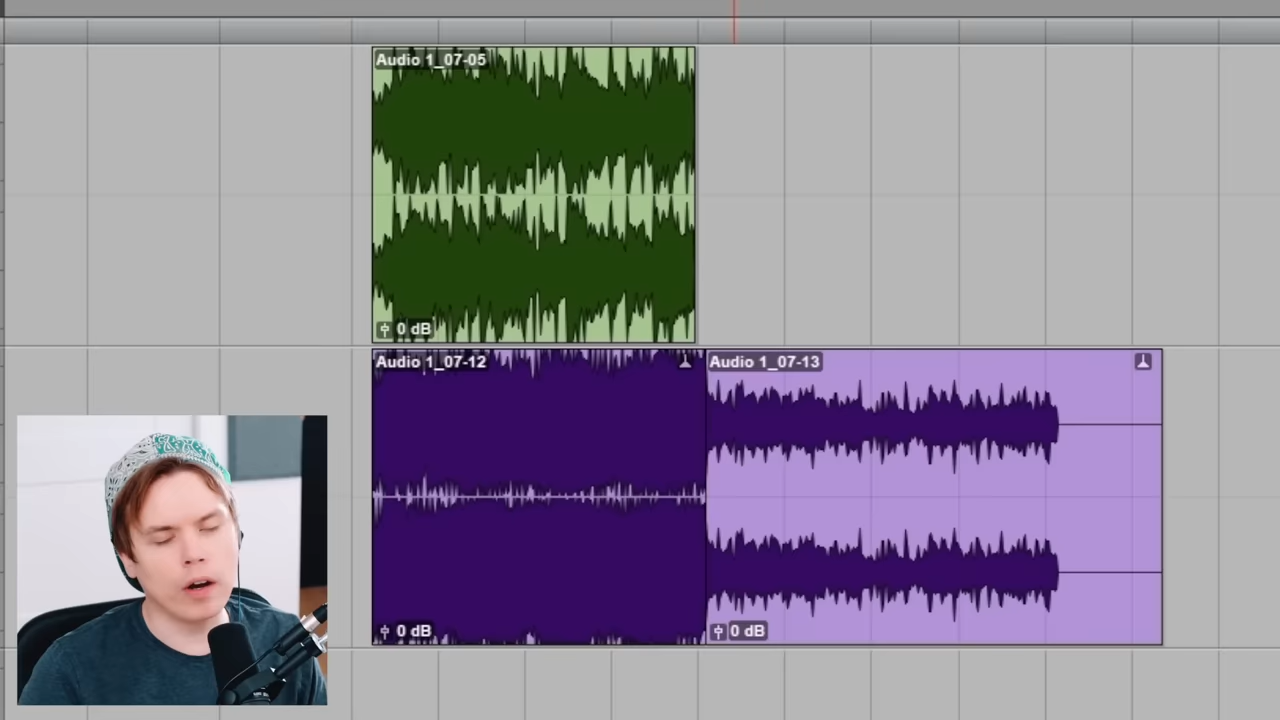 Audio 1_07-05
0 dB
Audio 1_07-12
Audio 1_07-13
0 dB
0 dB